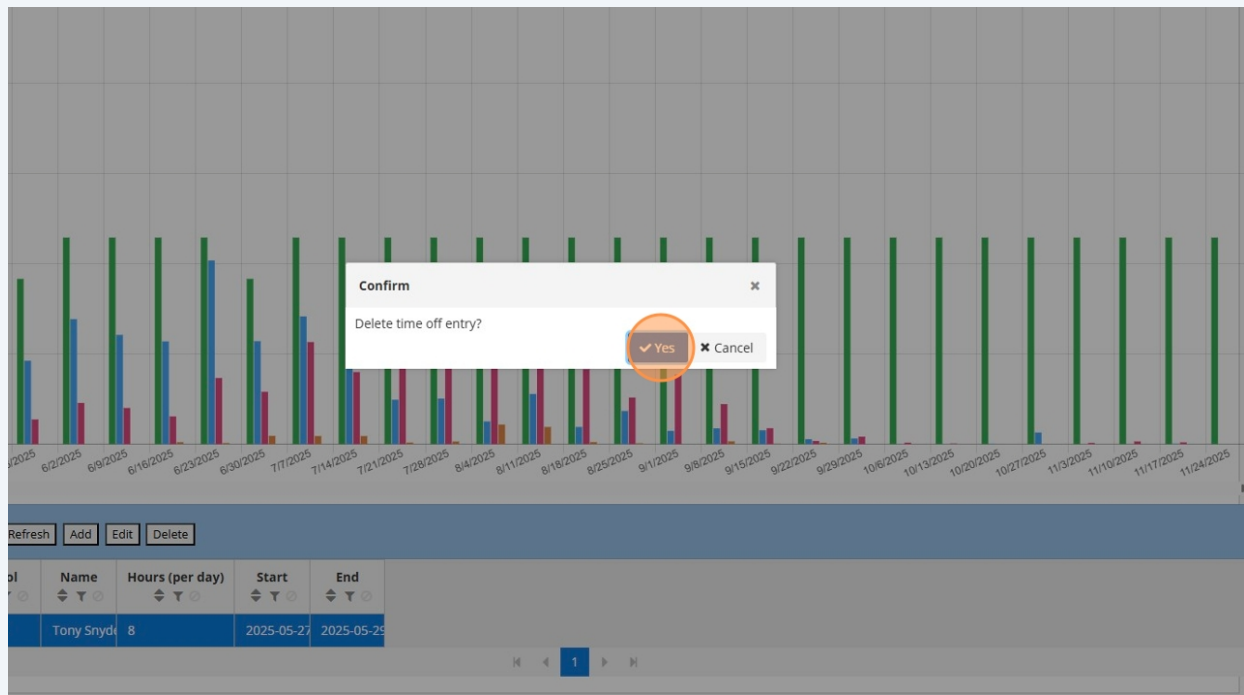 Confirm
Delete time off entry?
Yes
Cancel
/2025 6/2/2025 6/9/2025 6/16/2025 6/23/2025 6/30/2025 7/7/2025 7/14/2025 7/21/2025 7/28/2025 8/4/2025 8/11/2025 8/18/2025 8/25/2025 9/1/2025 9/8/2025 9/15/2025 9/22/2025 9/29/2025 10/6/2025 10/13/2025 10/20/2025 10/27/2025 11/3/2025 11/10/2025 11/17/2025 11/24/2025
Refresh Add Edit Delete
ol Name Hours (per day) Start End
Tony Snyde 8 2025-05-27 2025-05-29
1